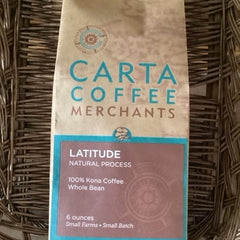 CARTA
COFFEE
MERCHANTS
LATITUDE
NATURAL PROCESS
100% Kona Coffee
Whole Bean
6 ounces
Small Farms • Small Batch